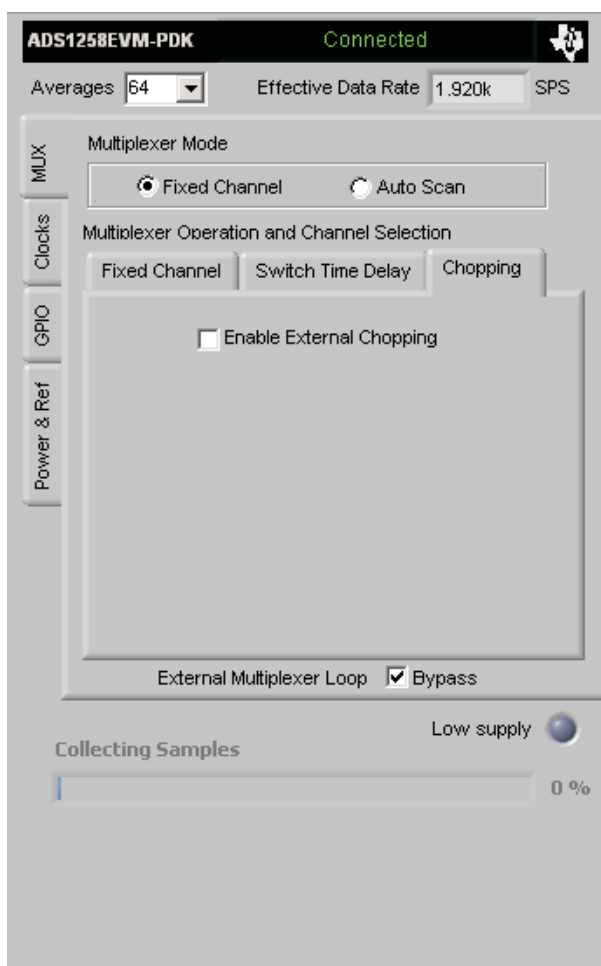 ADS1258EVM-PDK Connected
Averages 64 Effective Data Rate 1.920k SPS
MUX
Clocks
GPIO
Power & Ref
Multiplexer Mode
Fixed Channel Auto Scan
Multiplexer Operation and Channel Selection
Fixed Channel Switch Time Delay Chopping
Enable External Chopping
External Multiplexer Loop Bypass
Low supply
Collecting Samples
0 %